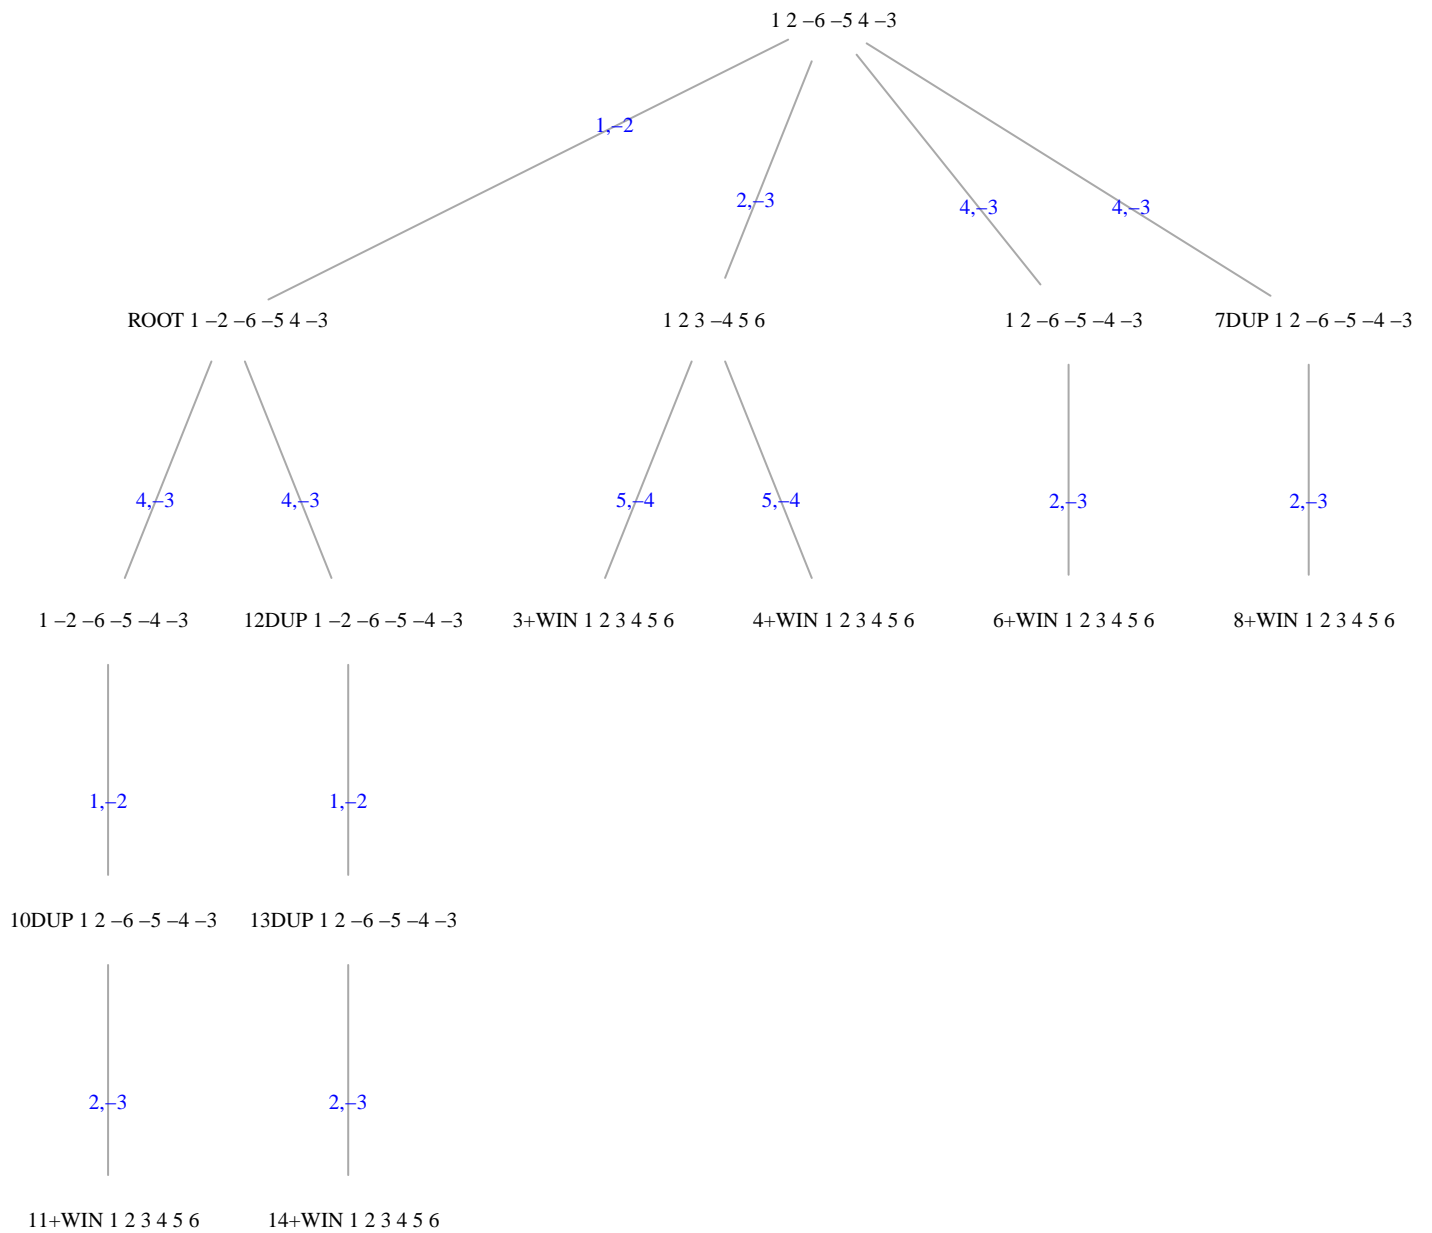 1 2 –6 –5 4 –3
1,–2
2,–3
4,–3
4,–3
ROOT 1 –2 –6 –5 4 –3
1 2 3 –4 5 6
1 2 –6 –5 –4 –3
7DUP 1 2 –6 –5 –4 –3
4,–3
4,–3
5,–4
5,–4
2,–3
2,–3
1 –2 –6 –5 –4 –3
12DUP 1 –2 –6 –5 –4 –3
3+WIN 1 2 3 4 5 6
4+WIN 1 2 3 4 5 6
6+WIN 1 2 3 4 5 6
8+WIN 1 2 3 4 5 6
1,–2
1,–2
10DUP 1 2 –6 –5 –4 –3
13DUP 1 2 –6 –5 –4 –3
2,–3
2,–3
11+WIN 1 2 3 4 5 6
14+WIN 1 2 3 4 5 6